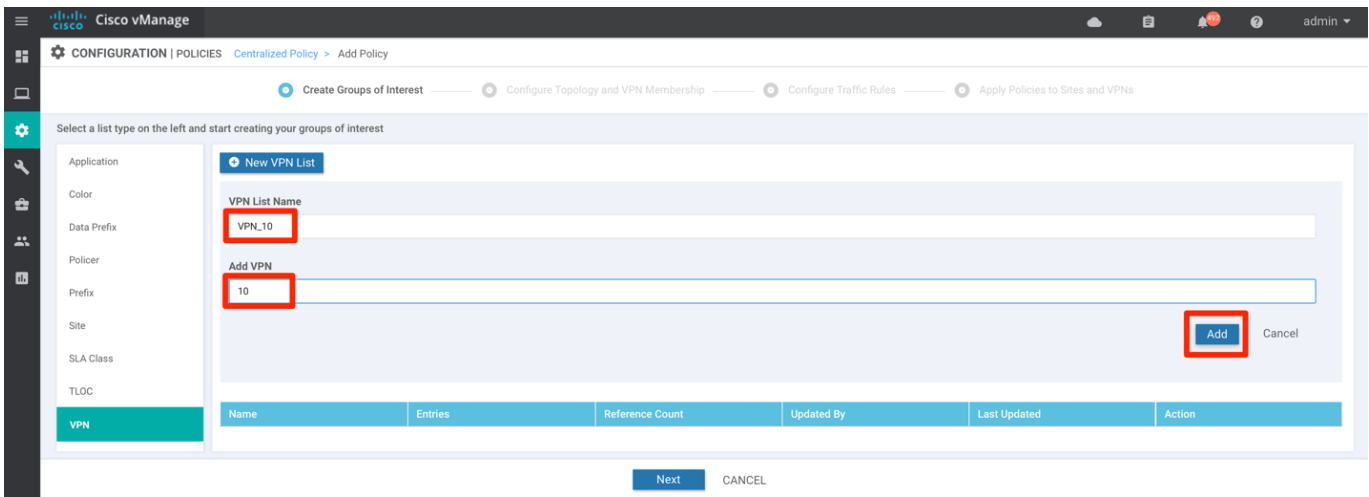 cisco Cisco vManage 492 admin
CONFIGURATION | POLICIES Centralized Policy > Add Policy
Create Groups of Interest Configure Topology and VPN Membership Configure Traffic Rules Apply Policies to Sites and VPNs
Select a list type on the left and start creating your groups of interest
Application
Color
Data Prefix
Policer
Prefix
Site
SLA Class
TLOC
VPN
New VPN List
VPN List Name
VPN_10
Add VPN
10
Add Cancel
Name Entries Reference Count Updated By Last Updated Action
Next CANCEL